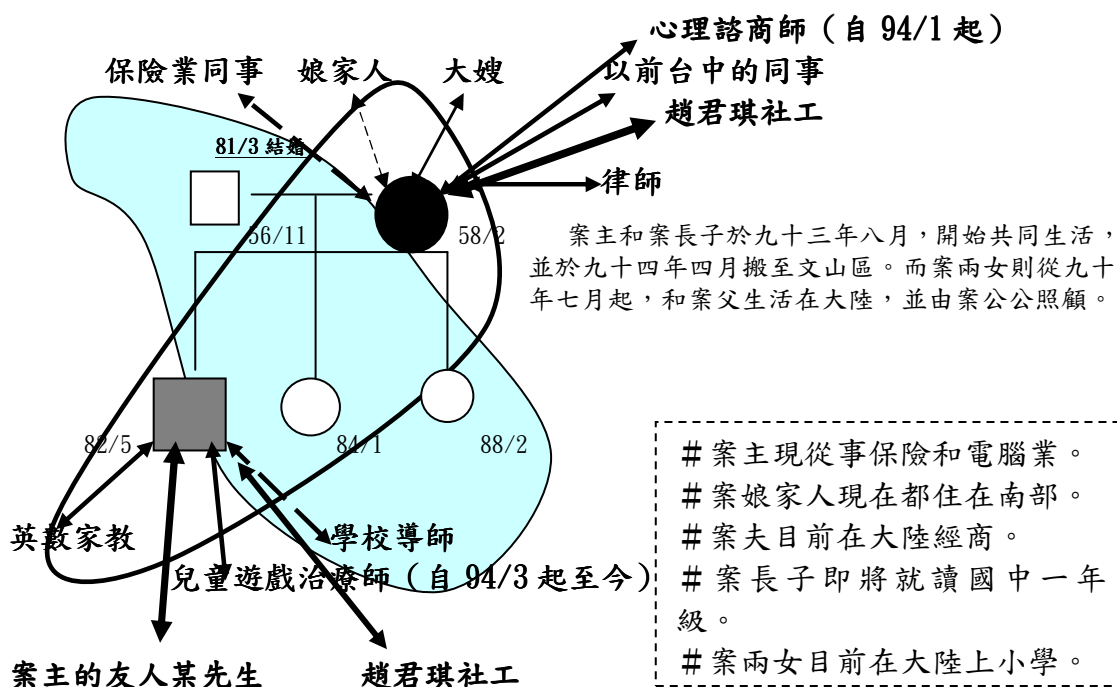 心理諮商師（自 94/1 起）
保險業同事
娘家人
大嫂
以前台中的同事
趙君琪社工
81/3 結婚
律師
56/11
58/2
案主和案長子於九十三年八月，開始共同生活，
並於九十四年四月搬至文山區。而案兩女則從九十
年七月起，和案父生活在大陸，並由案公公照顧。
82/5
84/1
88/2
＃案主現從事保險和電腦業。
＃案娘家人現在都住在南部。
＃案夫目前在大陸經商。
＃案長子即將就讀國中一年
級。
＃案兩女目前在大陸上小學。
英數家教
學校導師
兒童遊戲治療師（自 94/3 起至今）
案主的友人某先生
趙君琪社工